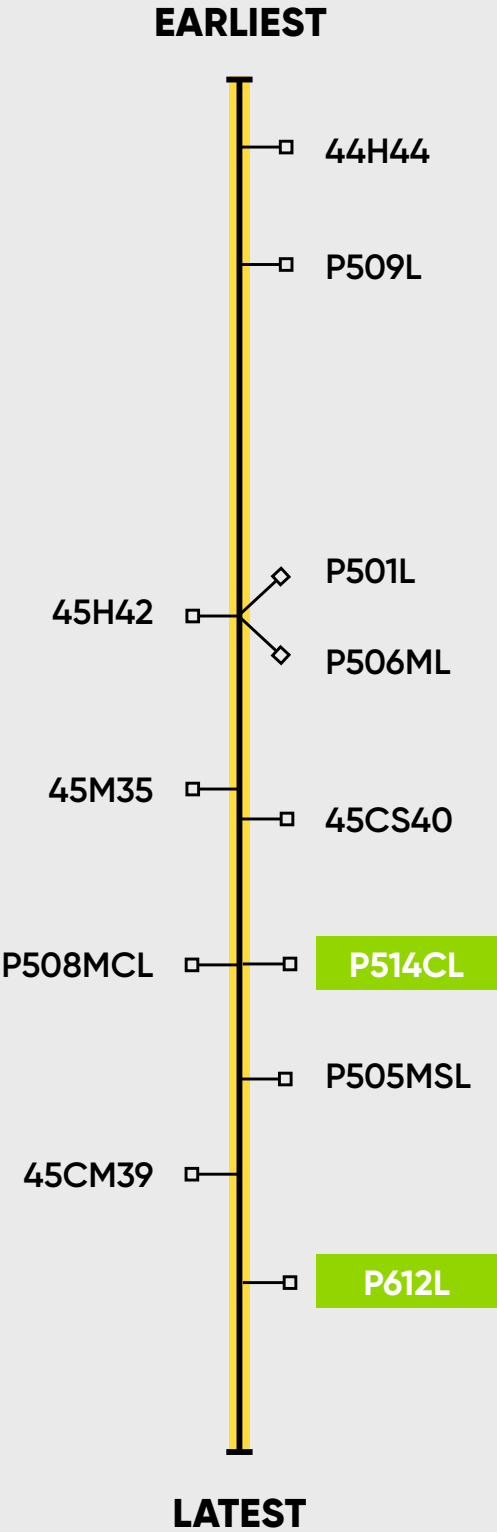 EARLIEST
44H44
P509L
P501L
45H42
P506ML
45M35
45CS40
P508MCL
P514CL
P505MSL
45CM39
P612L
LATEST